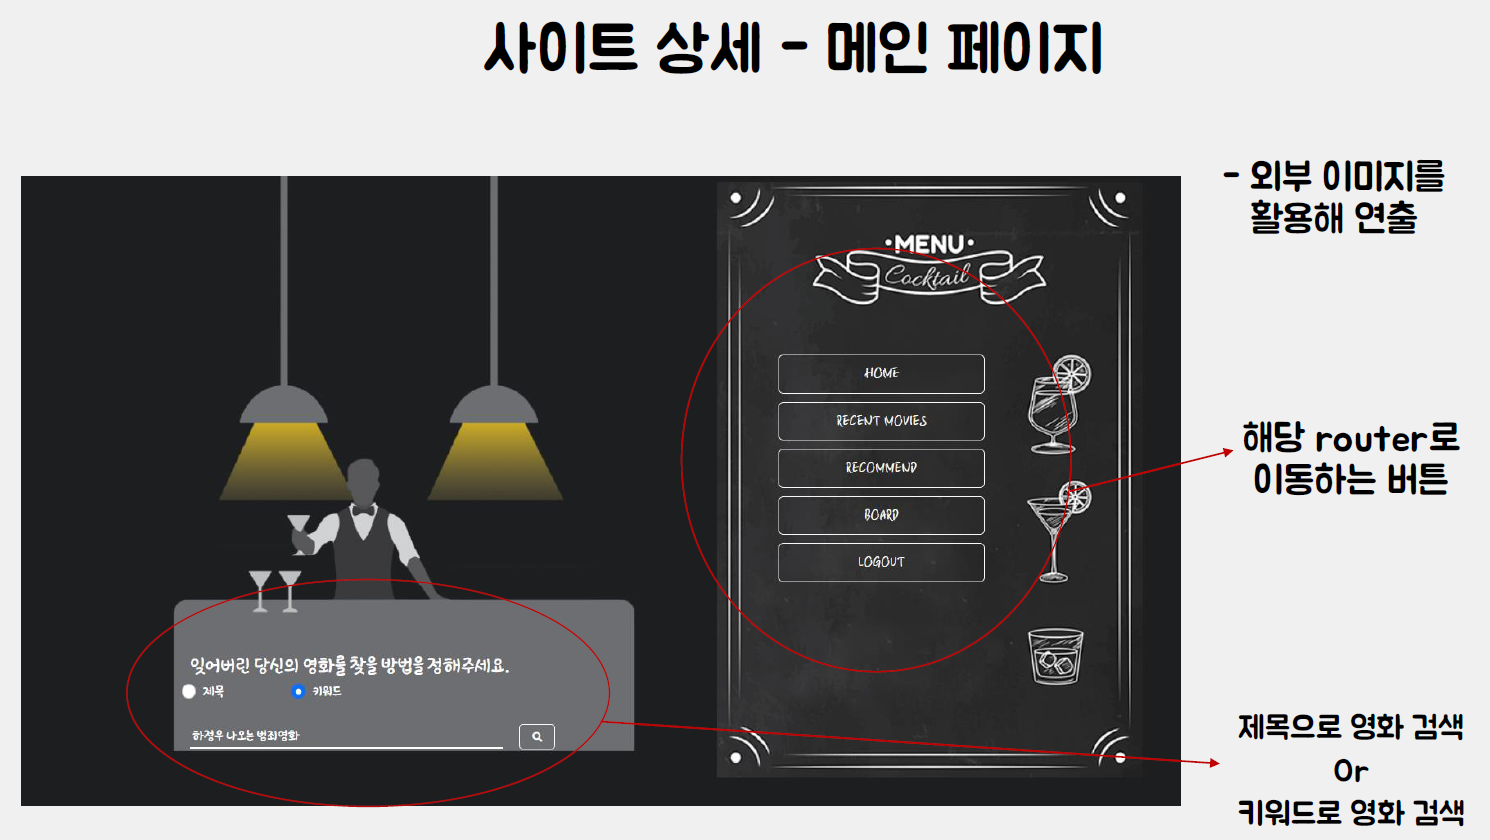 사이트 상세 - 메인 페이지
- 외부 이미지를
활용해 연출
·MENU·
Cocktail
HOME
RECENT MOVIES
RECOMMEND
BOARD
LOGOUT
해당 router로
이동하는 버튼
잊어버린 당신의 영화를 찾을 방법을 정해주세요.
제목 키워드
하정우 나오는 범죄영화
제목으로 영화 검색
Or
키워드로 영화 검색